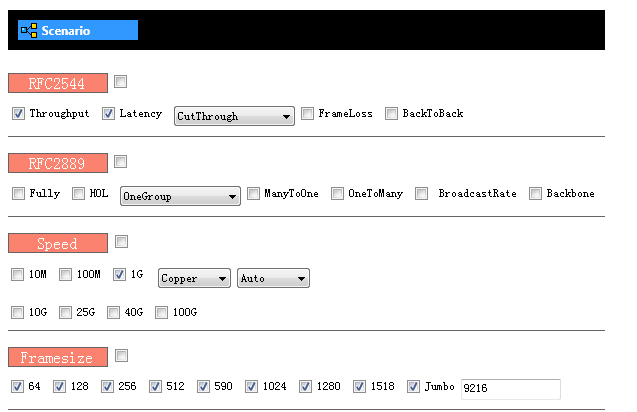 Scenario
RFC2544
Throughput Latency CutThrough FrameLoss BackToBack
RFC2889
Fully HOL OneGroup ManyToOne OneToMany BroadcastRate Backbone
Speed
10M 100M 1G Copper Auto
10G 25G 40G 100G
Framesize
64 128 256 512 590 1024 1280 1518 Jumbo 9216